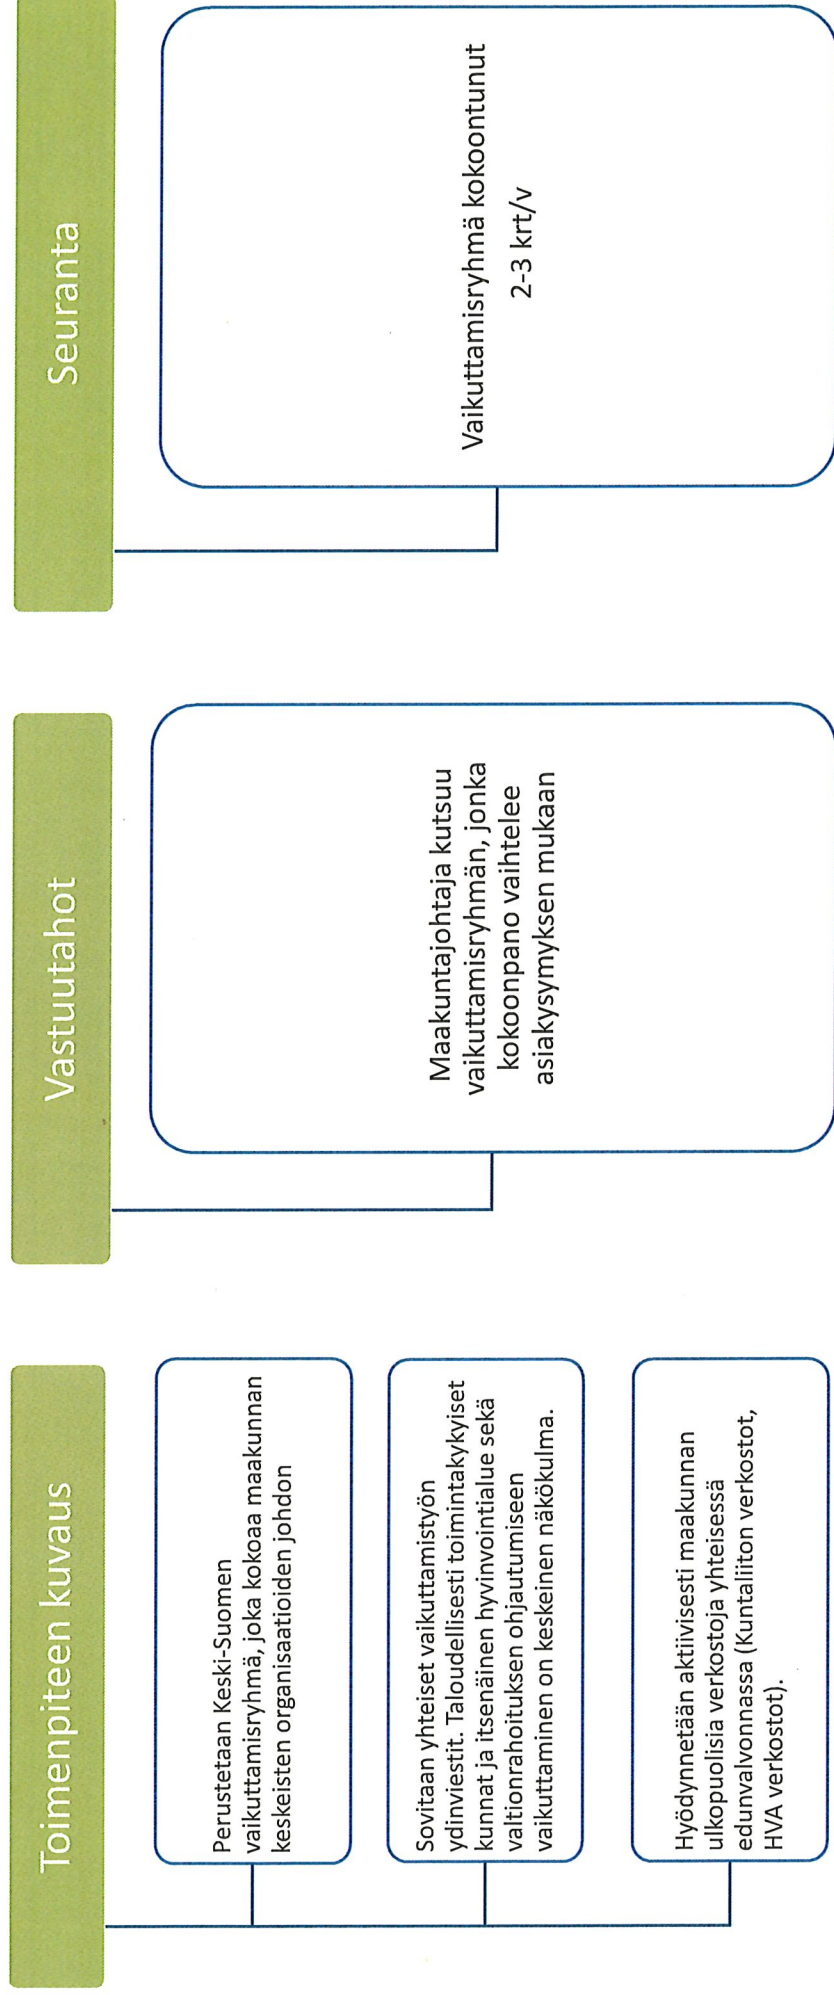 Toimenpiteen kuvaus
Perustetaan Keski-Suomen
vaikuttamisryhmä, joka kokoaa maakunnan
keskeisten organisaatioiden johdon
Sovitaan yhteiset vaikuttamistyön
ydinviestit. Taloudellisesti toimintakykyiset
kunnat ja itsenäinen hyvinvointialue sekä
valtionrahoituksen ohjautumiseen
vaikuttaminen on keskeinen näkökulma.
Hyödynnetään aktiivisesti maakunnan
ulkopuolisia verkostoja yhteisessä
edunvalvonnassa (Kuntaliiton verkostot,
HVA verkostot).
Vastuutahot
Maakuntajohtaja kutsuu
vaikuttamisryhmän, jonka
kokoonpano vaihtelee
asiakysymyksen mukaan
Seuranta
Vaikuttamisryhmä kokoontunut
2-3 krt/v